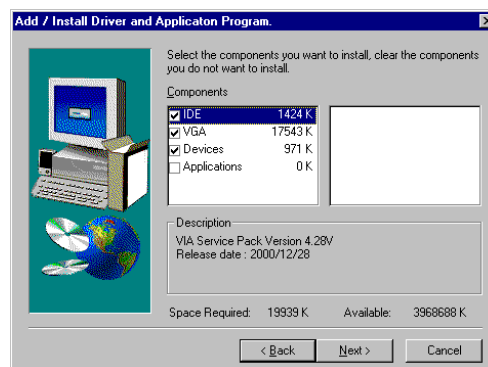 Add / Install Driver and Applicaton Program.
Select the components you want to install, clear the components
you do not want to install.
Components
IDE 1424 K
VGA 17543 K
Devices 971 K
Applications 0 K
Description
VIA Service Pack Version 4.28V
Release date : 2000/12/28
Space Required: 19939 K Available: 3968688 K
< Back Next > Cancel